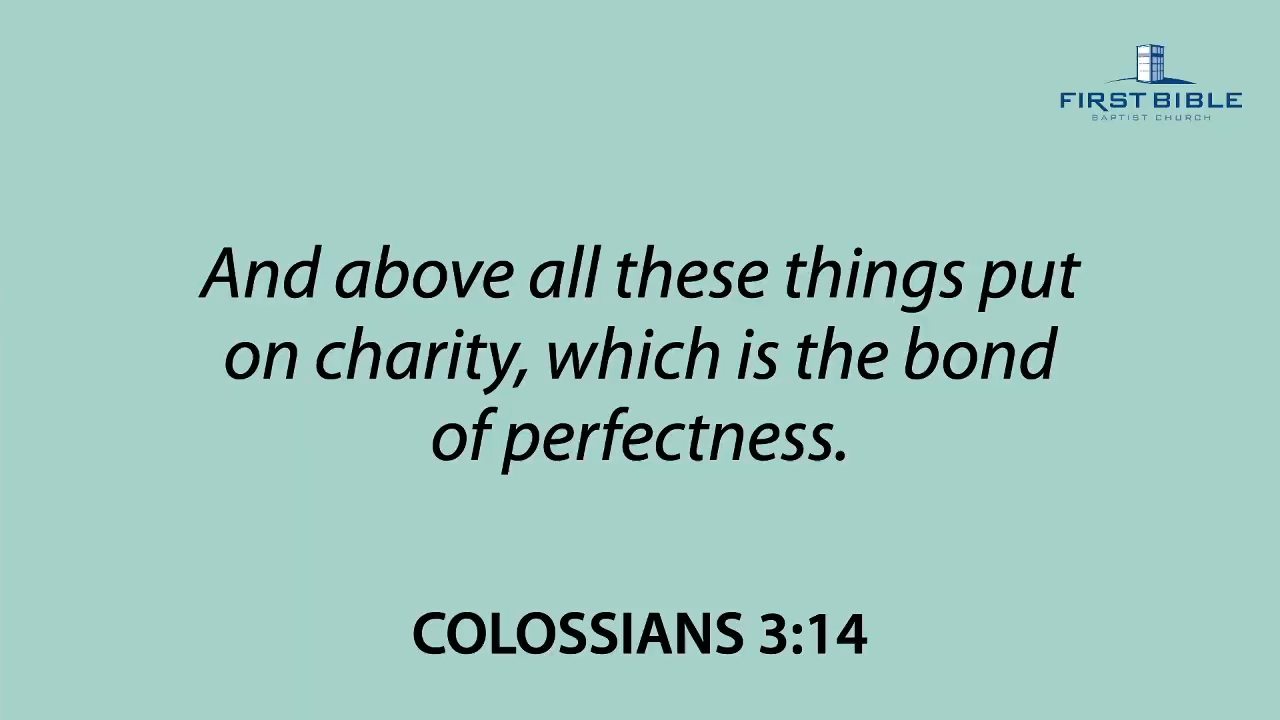 FIRST BIBLE
BAPTIST CHURCH
And above all these things put
on charity, which is the bond
of perfectness.
COLOSSIANS 3:14